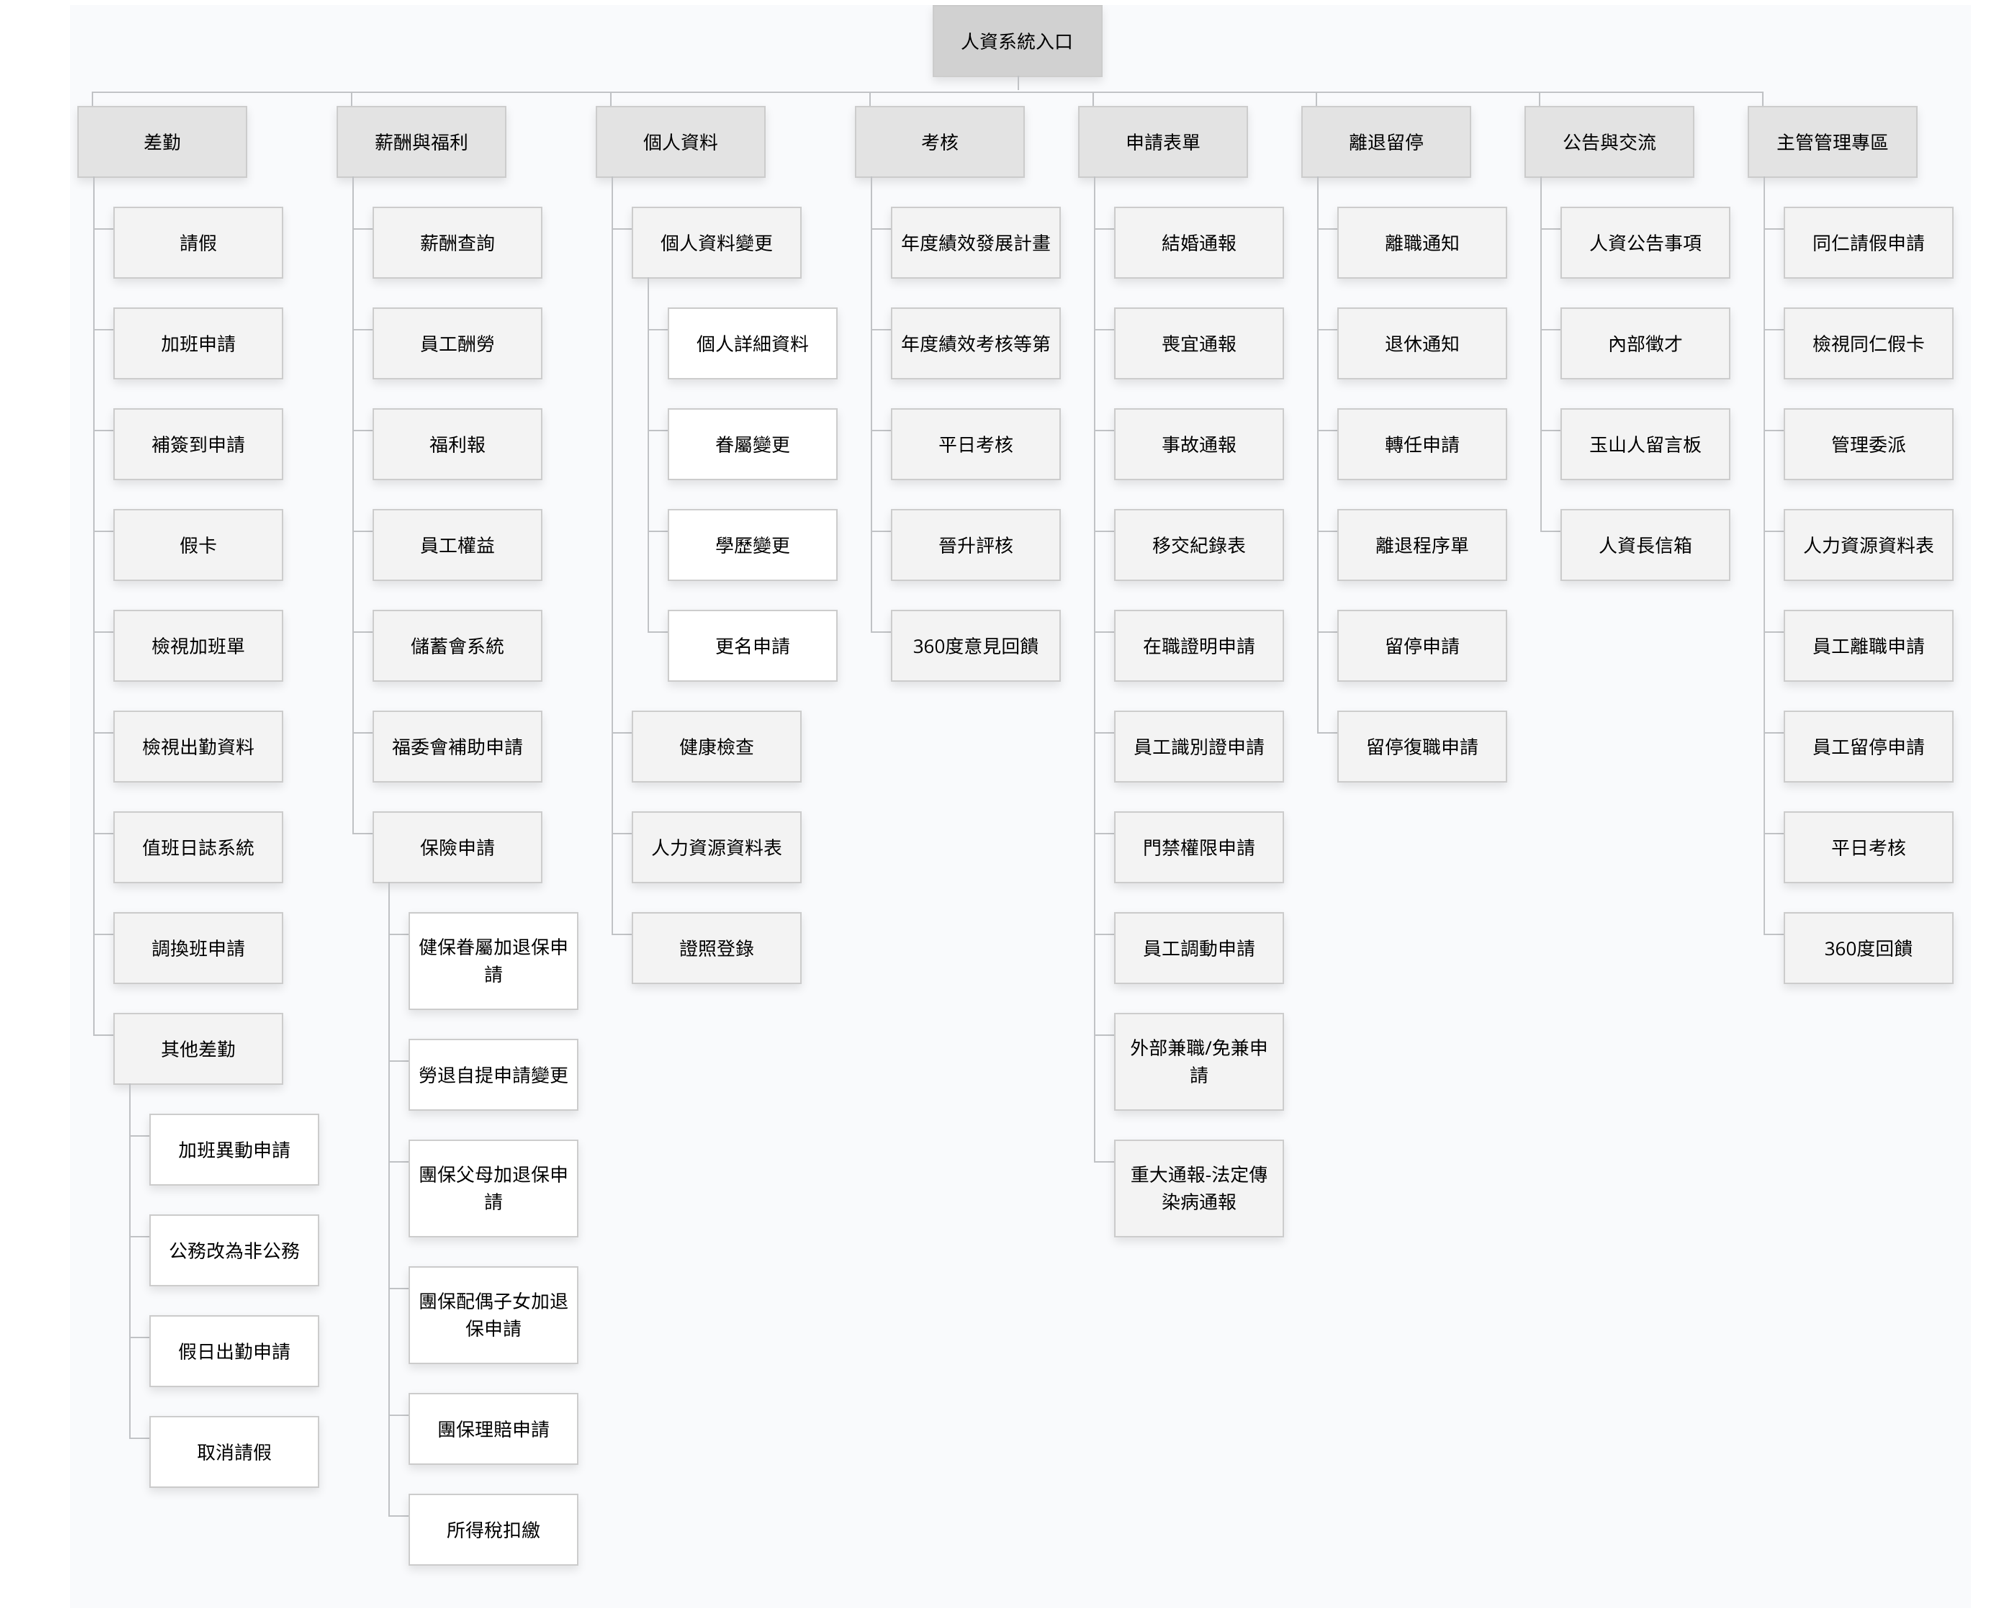 人資系統入口
差勤
請假
加班申請
補簽到申請
假卡
檢視加班單
檢視出勤資料
值班日誌系統
調換班申請
其他差勤
加班異動申請
公務改為非公務
假日出勤申請
取消請假
薪酬與福利
薪酬查詢
員工酬勞
福利報
員工權益
儲蓄會系統
福委會補助申請
保險申請
健保眷屬加退保申
請
勞退自提申請變更
團保父母加退保申
請
團保配偶子女加退
保申請
團保理賠申請
所得稅扣繳
個人資料
個人資料變更
個人詳細資料
眷屬變更
學歷變更
更名申請
健康檢查
人力資源資料表
證照登錄
考核
年度績效發展計畫
年度績效考核等第
平日考核
晉升評核
360度意見回饋
申請表單
結婚通報
喪宜通報
事故通報
移交紀錄表
在職證明申請
員工識別證申請
門禁權限申請
員工調動申請
外部兼職/免兼申
請
重大通報-法定傳
染病通報
離退留停
離職通知
退休通知
轉任申請
離退程序單
留停申請
留停復職申請
公告與交流
人資公告事項
內部徵才
玉山人留言板
人資長信箱
主管管理專區
同仁請假申請
檢視同仁假卡
管理委派
人力資源資料表
員工離職申請
員工留停申請
平日考核
360度回饋